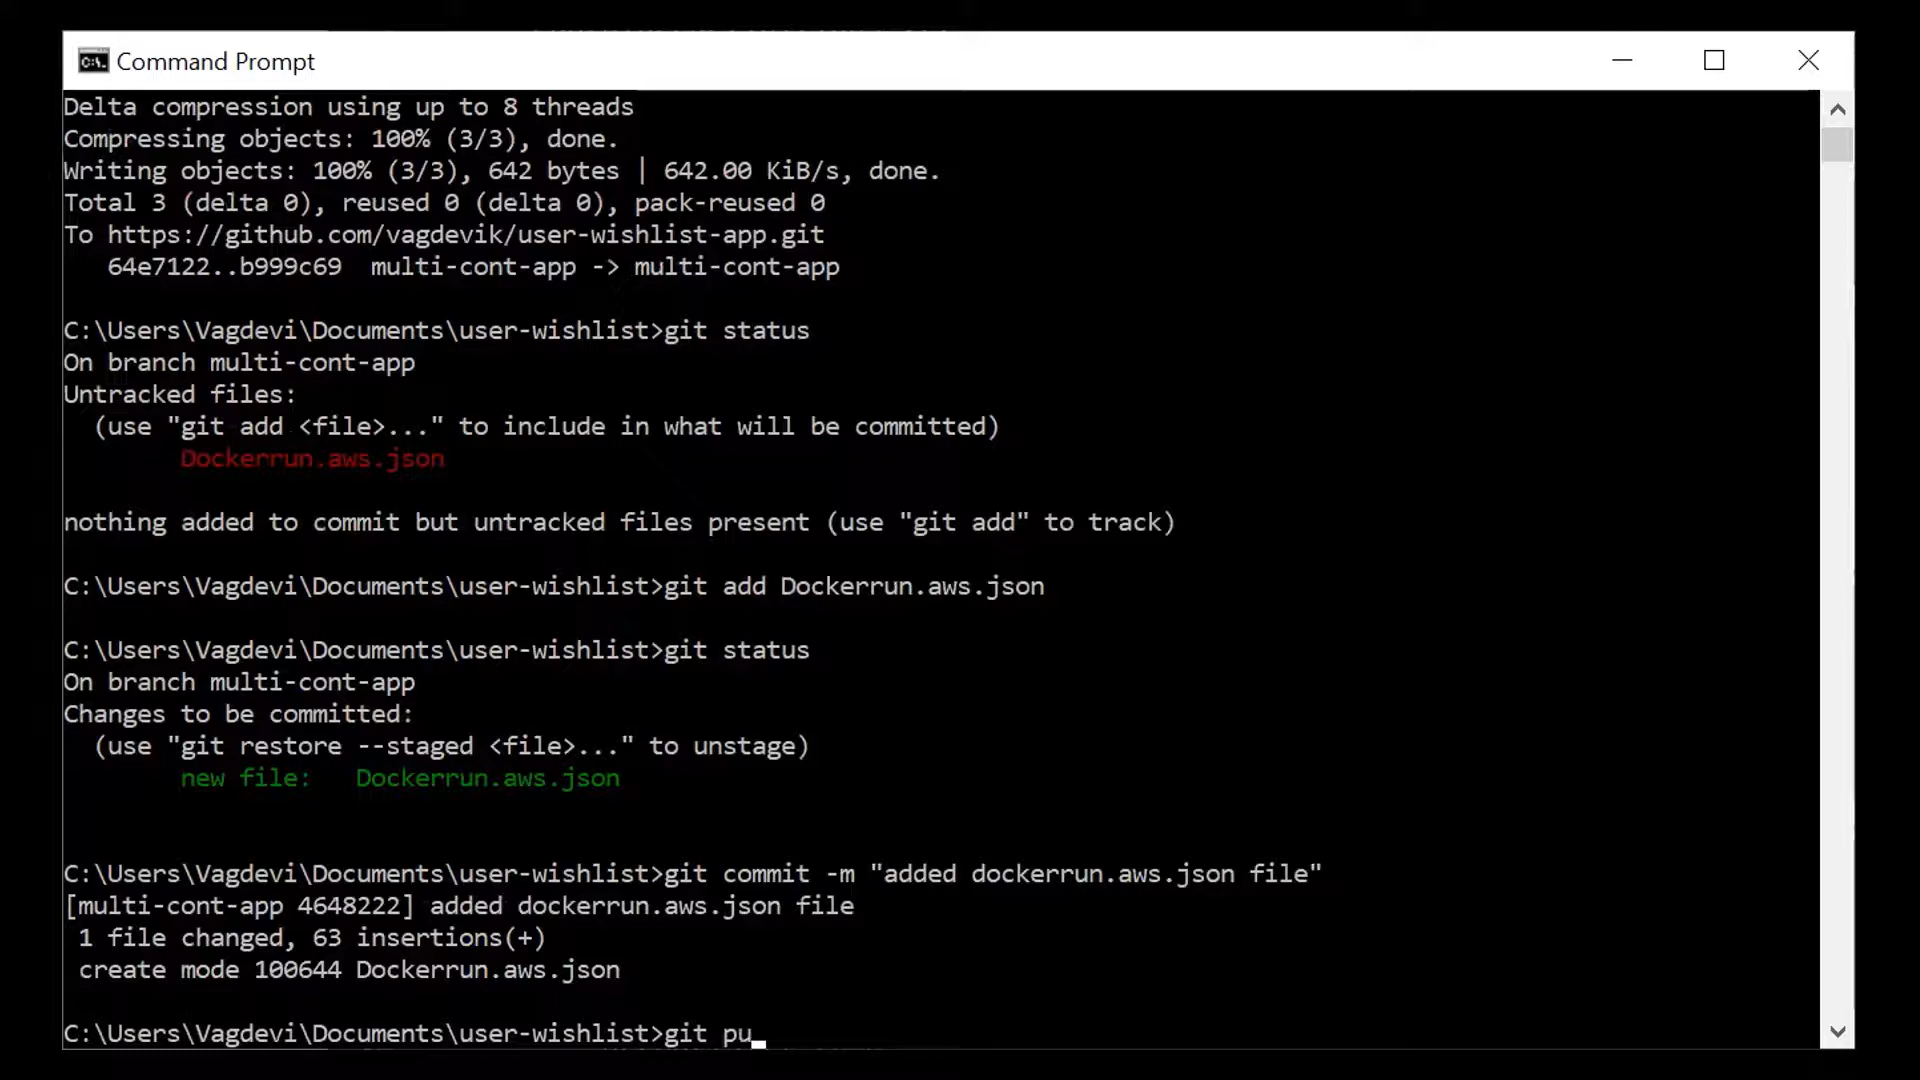 Command Prompt
Delta compression using up to 8 threads
Compressing objects: 100% (3/3), done.
Writing objects: 100% (3/3), 642 bytes | 642.00 KiB/s, done.
Total 3 (delta 0), reused 0 (delta 0), pack-reused 0
To https://github.com/vagdevik/user-wishlist-app.git
   64e7122..b999c69  multi-cont-app -> multi-cont-app
C:\Users\Vagdevi\Documents\user-wishlist>git status
On branch multi-cont-app
Untracked files:
  (use "git add <file>..." to include in what will be committed)
        Dockerrun.aws.json
nothing added to commit but untracked files present (use "git add" to track)
C:\Users\Vagdevi\Documents\user-wishlist>git add Dockerrun.aws.json
C:\Users\Vagdevi\Documents\user-wishlist>git status
On branch multi-cont-app
Changes to be committed:
  (use "git restore --staged <file>..." to unstage)
        new file:   Dockerrun.aws.json
C:\Users\Vagdevi\Documents\user-wishlist>git commit -m "added dockerrun.aws.json file"
[multi-cont-app 4648222] added dockerrun.aws.json file
 1 file changed, 63 insertions(+)
 create mode 100644 Dockerrun.aws.json
C:\Users\Vagdevi\Documents\user-wishlist>git pu